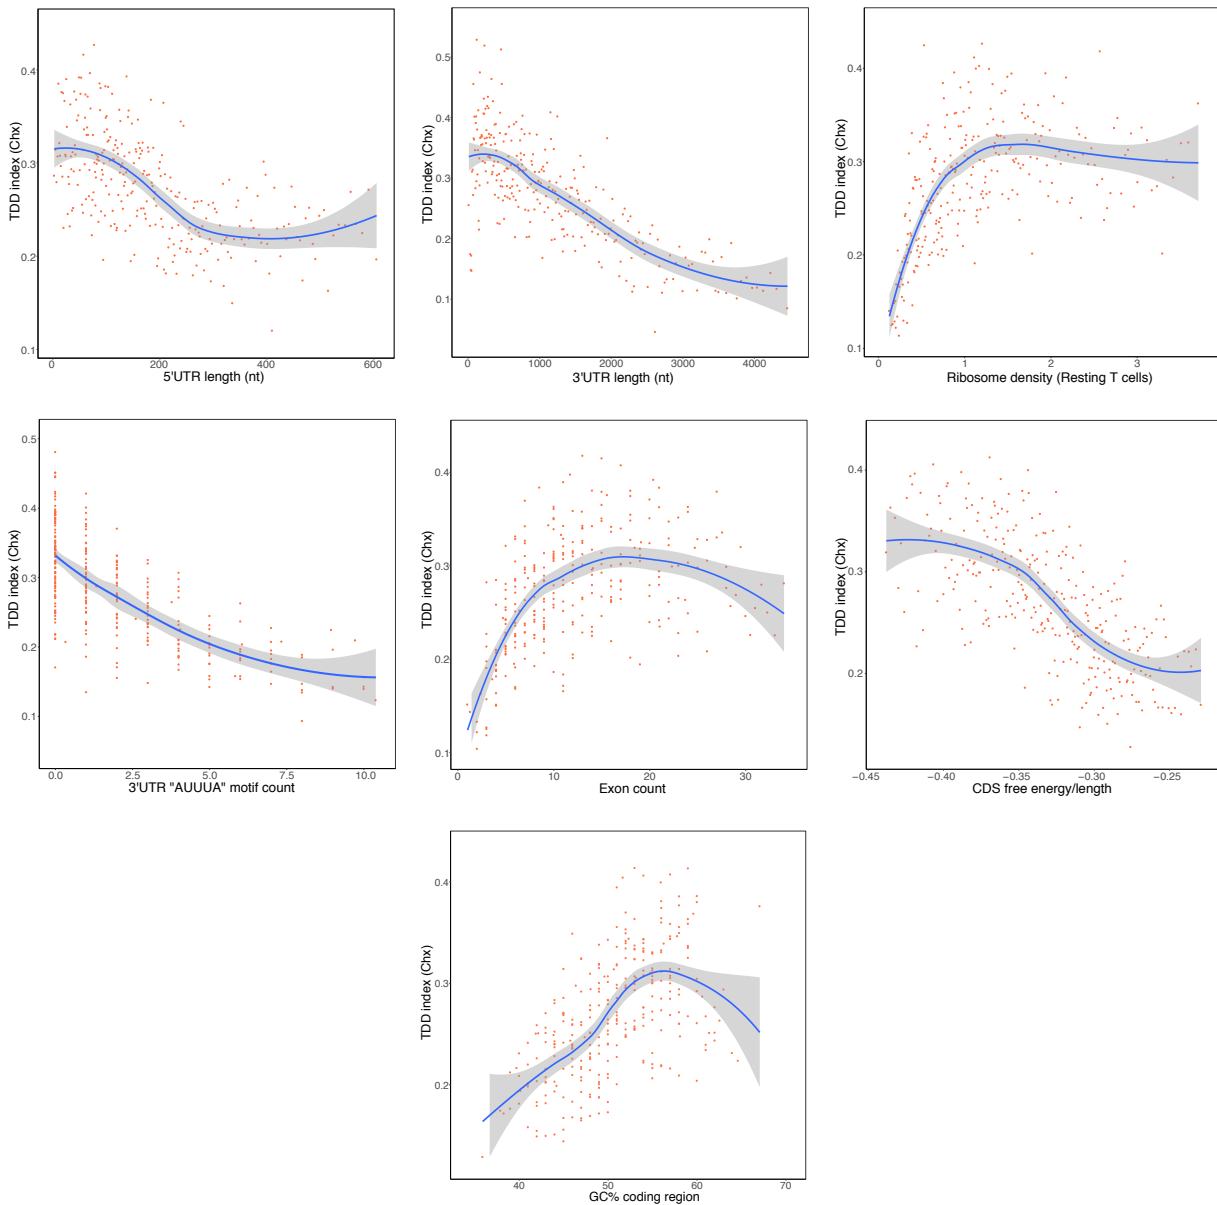 TDD index (Chx)
0.4
0.3
0.2
0.1
0 200 400 600
5'UTR length (nt)
TDD index (Chx)
0.5
0.4
0.3
0.2
0.1
0 1000 2000 3000 4000
3'UTR length (nt)
TDD index (Chx)
0.4
0.3
0.2
0.1
0 1 2 3
Ribosome density (Resting T cells)
TDD index (Chx)
0.5
0.4
0.3
0.2
0.1
0.0 2.5 5.0 7.5 10.0
3'UTR "AUUUA" motif count
TDD index (Chx)
0.4
0.3
0.2
0.1
0 10 20 30
Exon count
TDD index (Chx)
0.4
0.3
0.2
−0.45 −0.40 −0.35 −0.30 −0.25
CDS free energy/length
TDD index (Chx)
0.4
0.3
0.2
40 50 60 70
GC% coding region